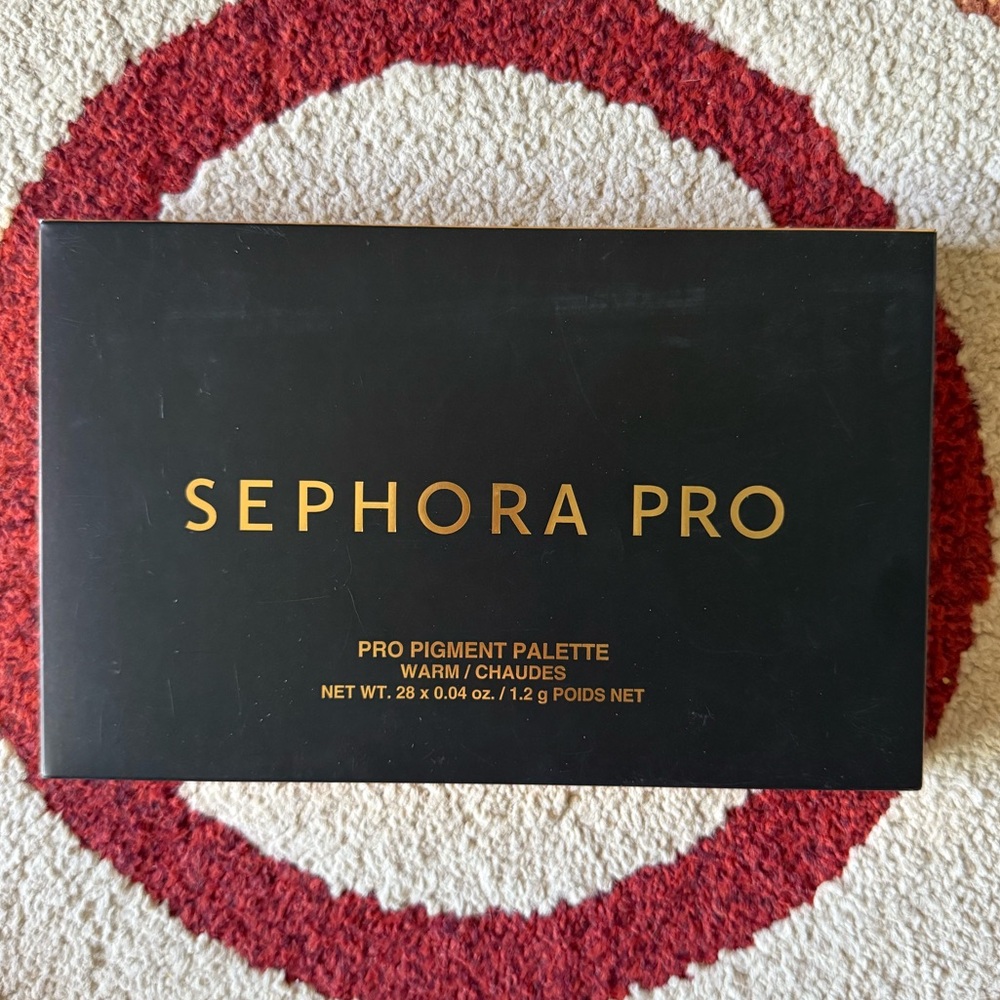 SEPHORA PRO
PRO PIGMENT PALETTE
WARM / CHAUDES
NET WT. 28 x 0.04 oz. / 1.2 g POIDS NET